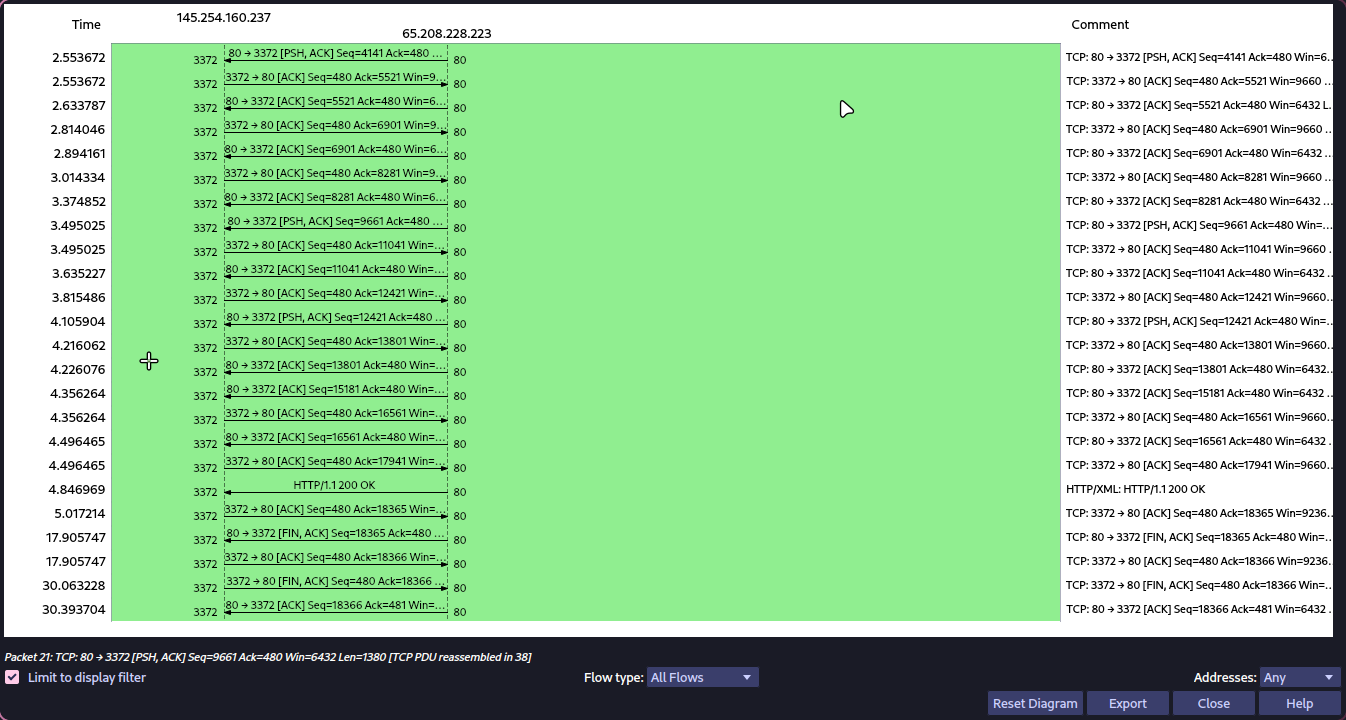 145.254.160.237
Time 65.208.228.223 Comment
2.553672 3372 80 → 3372 [PSH, ACK] Seq=4141 Ack=480 ... 80 TCP: 80 → 3372 [PSH, ACK] Seq=4141 Ack=480 Win=6...
2.553672 3372 3372 → 80 [ACK] Seq=480 Ack=5521 Win=9... 80 TCP: 3372 → 80 [ACK] Seq=480 Ack=5521 Win=9660 ...
2.633787 3372 80 → 3372 [ACK] Seq=5521 Ack=480 Win=6... 80 TCP: 80 → 3372 [ACK] Seq=5521 Ack=480 Win=6432 L...
2.814046 3372 3372 → 80 [ACK] Seq=480 Ack=6901 Win=9... 80 TCP: 3372 → 80 [ACK] Seq=480 Ack=6901 Win=9660 ...
2.894161 3372 80 → 3372 [ACK] Seq=6901 Ack=480 Win=6... 80 TCP: 80 → 3372 [ACK] Seq=6901 Ack=480 Win=6432 ...
3.014334 3372 3372 → 80 [ACK] Seq=480 Ack=8281 Win=9... 80 TCP: 3372 → 80 [ACK] Seq=480 Ack=8281 Win=9660 ...
3.374852 3372 80 → 3372 [ACK] Seq=8281 Ack=480 Win=6... 80 TCP: 80 → 3372 [ACK] Seq=8281 Ack=480 Win=6432 ...
3.495025 3372 80 → 3372 [PSH, ACK] Seq=9661 Ack=480 ... 80 TCP: 80 → 3372 [PSH, ACK] Seq=9661 Ack=480 Win=...
3.495025 3372 3372 → 80 [ACK] Seq=480 Ack=11041 Win=... 80 TCP: 3372 → 80 [ACK] Seq=480 Ack=11041 Win=9660 ...
3.635227 3372 80 → 3372 [ACK] Seq=11041 Ack=480 Win=... 80 TCP: 80 → 3372 [ACK] Seq=11041 Ack=480 Win=6432 ...
3.815486 3372 3372 → 80 [ACK] Seq=480 Ack=12421 Win=... 80 TCP: 3372 → 80 [ACK] Seq=480 Ack=12421 Win=9660...
4.105904 3372 80 → 3372 [PSH, ACK] Seq=12421 Ack=480 ... 80 TCP: 80 → 3372 [PSH, ACK] Seq=12421 Ack=480 Win=...
4.216062 3372 3372 → 80 [ACK] Seq=480 Ack=13801 Win=... 80 TCP: 3372 → 80 [ACK] Seq=480 Ack=13801 Win=9660...
4.226076 3372 80 → 3372 [ACK] Seq=13801 Ack=480 Win=... 80 TCP: 80 → 3372 [ACK] Seq=13801 Ack=480 Win=6432...
4.356264 3372 80 → 3372 [ACK] Seq=15181 Ack=480 Win=... 80 TCP: 80 → 3372 [ACK] Seq=15181 Ack=480 Win=6432 ...
4.356264 3372 3372 → 80 [ACK] Seq=480 Ack=16561 Win=... 80 TCP: 3372 → 80 [ACK] Seq=480 Ack=16561 Win=9660...
4.496465 3372 80 → 3372 [ACK] Seq=16561 Ack=480 Win=... 80 TCP: 80 → 3372 [ACK] Seq=16561 Ack=480 Win=6432 ...
4.496465 3372 3372 → 80 [ACK] Seq=480 Ack=17941 Win=... 80 TCP: 3372 → 80 [ACK] Seq=480 Ack=17941 Win=9660...
4.846969 3372 HTTP/1.1 200 OK 80 HTTP/XML: HTTP/1.1 200 OK
5.017214 3372 3372 → 80 [ACK] Seq=480 Ack=18365 Win=... 80 TCP: 3372 → 80 [ACK] Seq=480 Ack=18365 Win=9236...
17.905747 3372 80 → 3372 [FIN, ACK] Seq=18365 Ack=480 ... 80 TCP: 80 → 3372 [FIN, ACK] Seq=18365 Ack=480 Win=...
17.905747 3372 3372 → 80 [ACK] Seq=480 Ack=18366 Win=... 80 TCP: 3372 → 80 [ACK] Seq=480 Ack=18366 Win=9236...
30.063228 3372 3372 → 80 [FIN, ACK] Seq=480 Ack=18366 ... 80 TCP: 3372 → 80 [FIN, ACK] Seq=480 Ack=18366 Win=...
30.393704 3372 80 → 3372 [ACK] Seq=18366 Ack=481 Win=... 80 TCP: 80 → 3372 [ACK] Seq=18366 Ack=481 Win=6432 ...
Packet 21: TCP: 80 → 3372 [PSH, ACK] Seq=9661 Ack=480 Win=6432 Len=1380 [TCP PDU reassembled in 38]
Limit to display filter Flow type: All Flows Addresses: Any
Reset Diagram Export Close Help